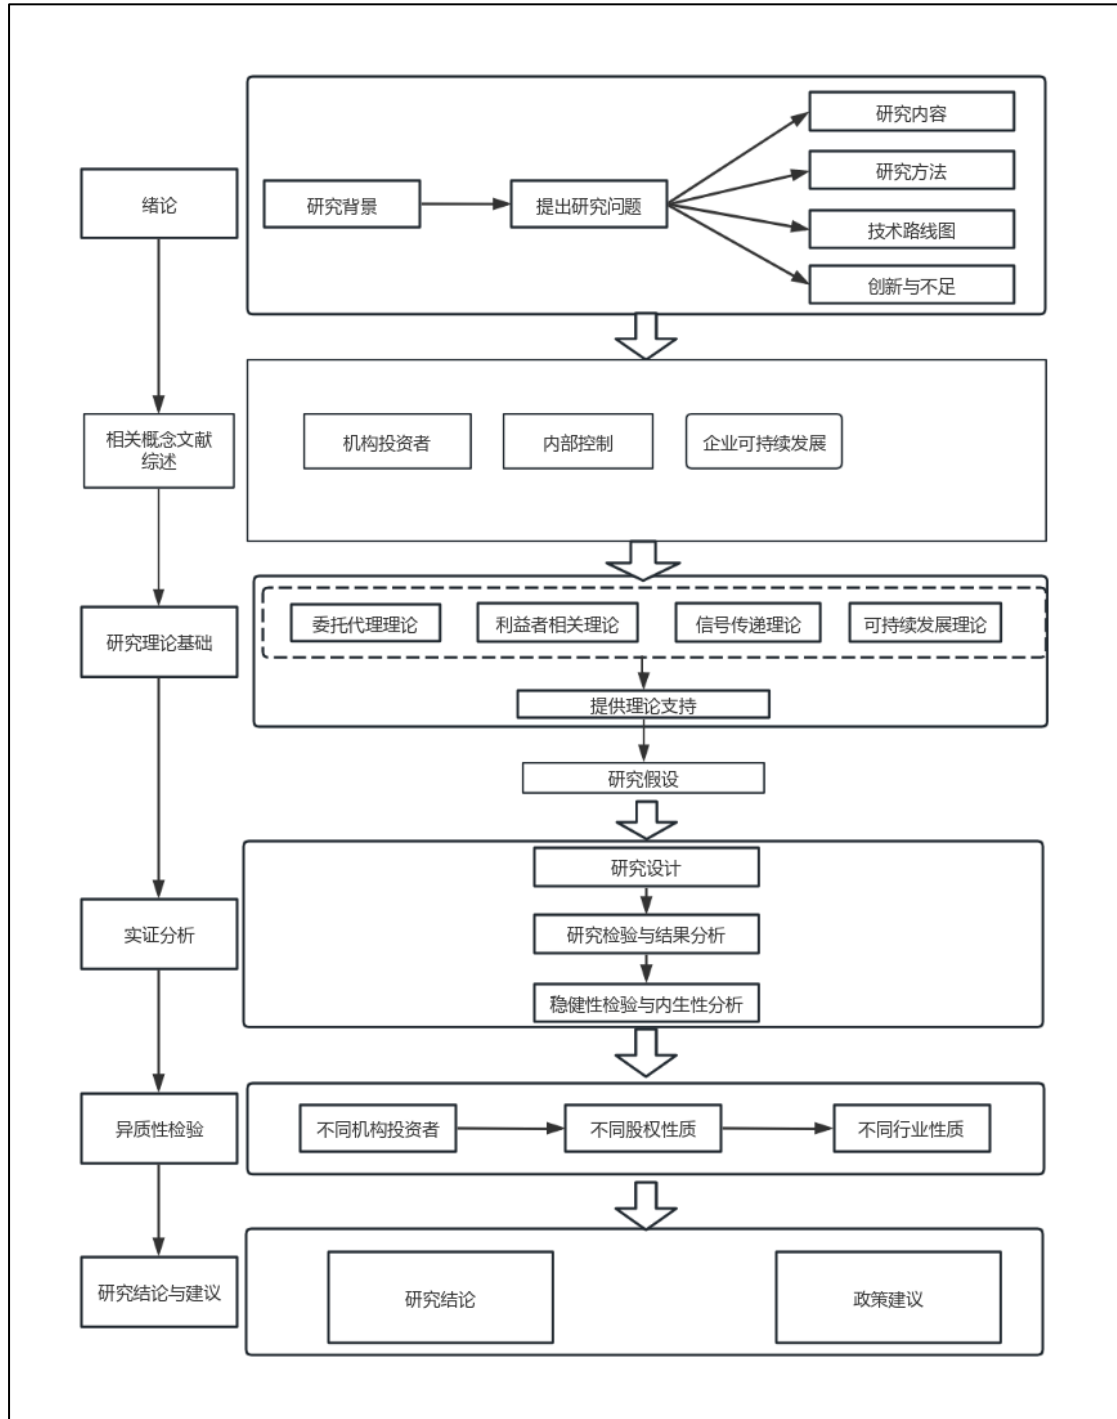 绪论
研究背景
提出研究问题
研究内容
研究方法
技术路线图
创新与不足
相关概念文献
综述
机构投资者
内部控制
企业可持续发展
研究理论基础
委托代理理论
利益者相关理论
信号传递理论
可持续发展理论
提供理论支持
研究假设
实证分析
研究设计
研究检验与结果分析
稳健性检验与内生性分析
异质性检验
不同机构投资者
不同股权性质
不同行业性质
研究结论与建议
研究结论
政策建议